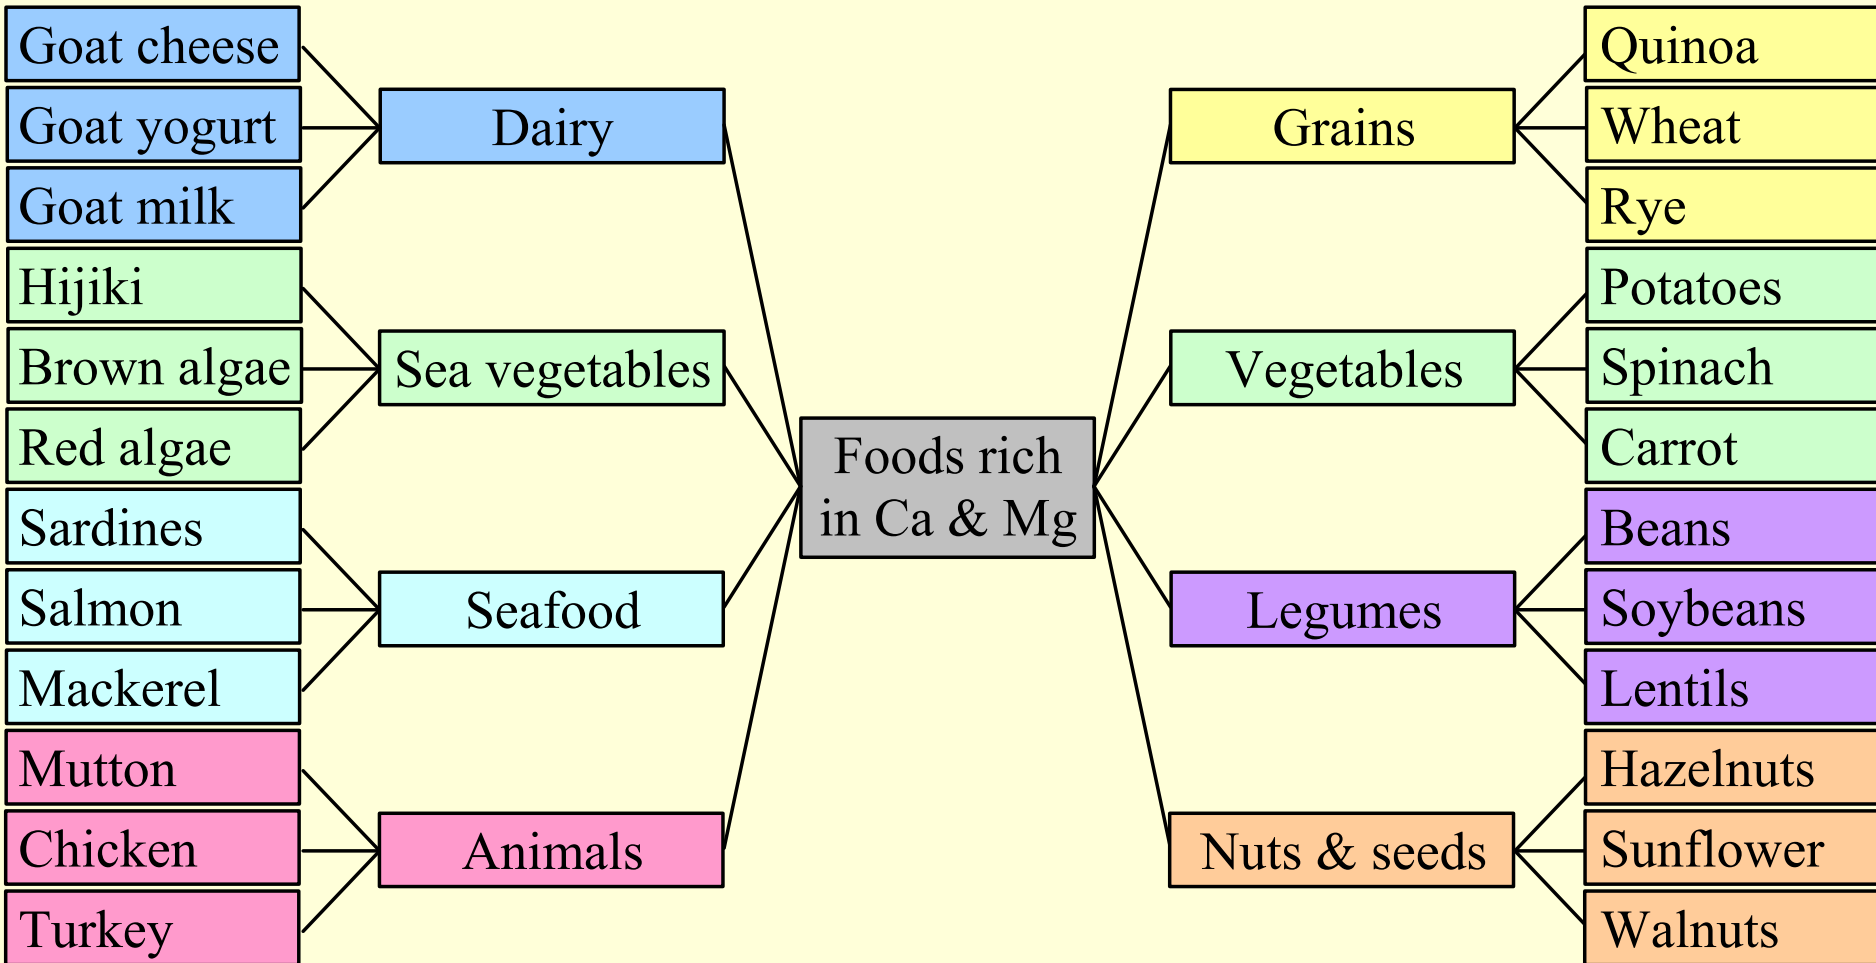 Goat cheese
Goat yogurt
Goat milk
Dairy
Hijiki
Brown algae
Red algae
Sea vegetables
Sardines
Salmon
Mackerel
Seafood
Mutton
Chicken
Turkey
Animals
Foods rich
in Ca & Mg
Grains
Quinoa
Wheat
Rye
Vegetables
Potatoes
Spinach
Carrot
Legumes
Beans
Soybeans
Lentils
Nuts & seeds
Hazelnuts
Sunflower
Walnuts